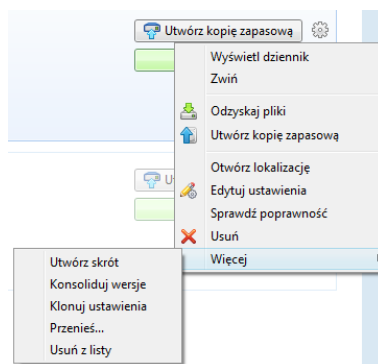 Utwórz kopię zapasową
Wyświetl dziennik
Zwiń
Odzyskaj pliki
Utwórz kopię zapasową
Otwórz lokalizację
Edytuj ustawienia
Sprawdź poprawność
Usuń
Więcej
Utwórz skrót
Konsoliduj wersje
Klonuj ustawienia
Przenieś...
Usuń z listy